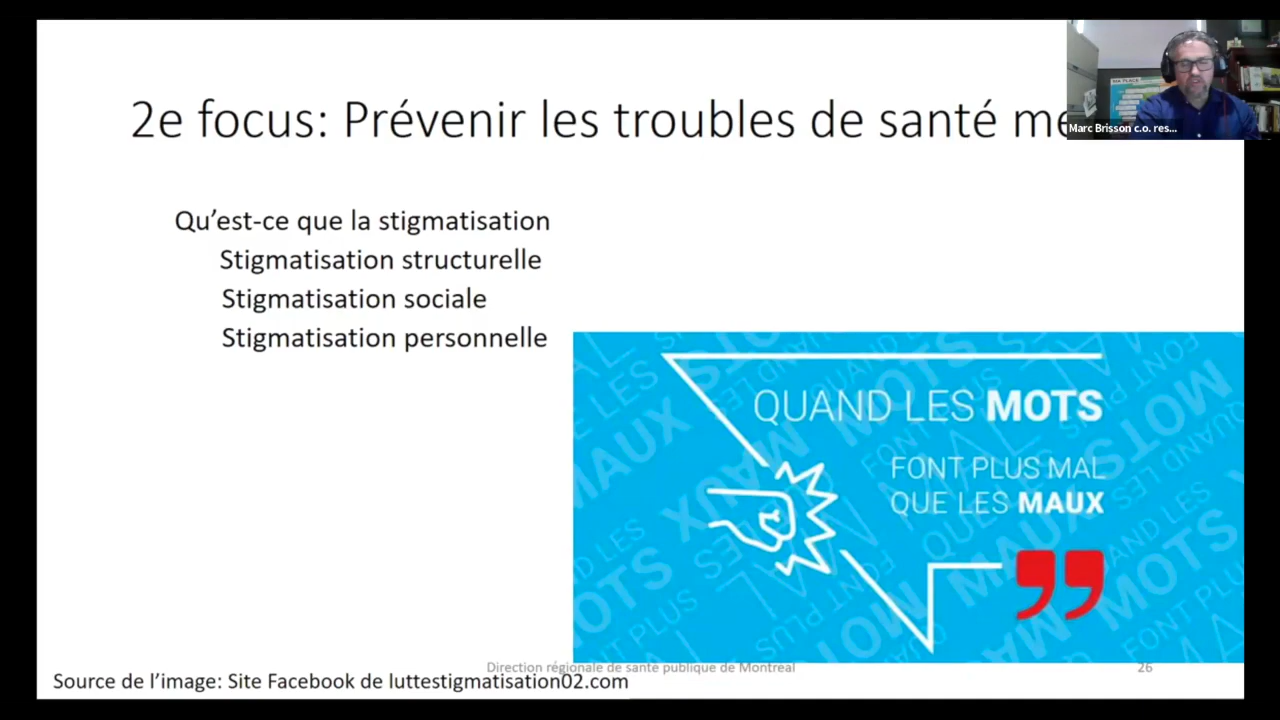 2e focus: Prévenir les troubles de santé me
Marc Brisson c.o. res...
Qu’est-ce que la stigmatisation
Stigmatisation structurelle
Stigmatisation sociale
Stigmatisation personnelle
QUAND LES MOTS
FONT PLUS MAL
QUE LES MAUX
Direction régionale de santé publique de Montréal
26
Source de l’image: Site Facebook de luttestigmatisation02.com